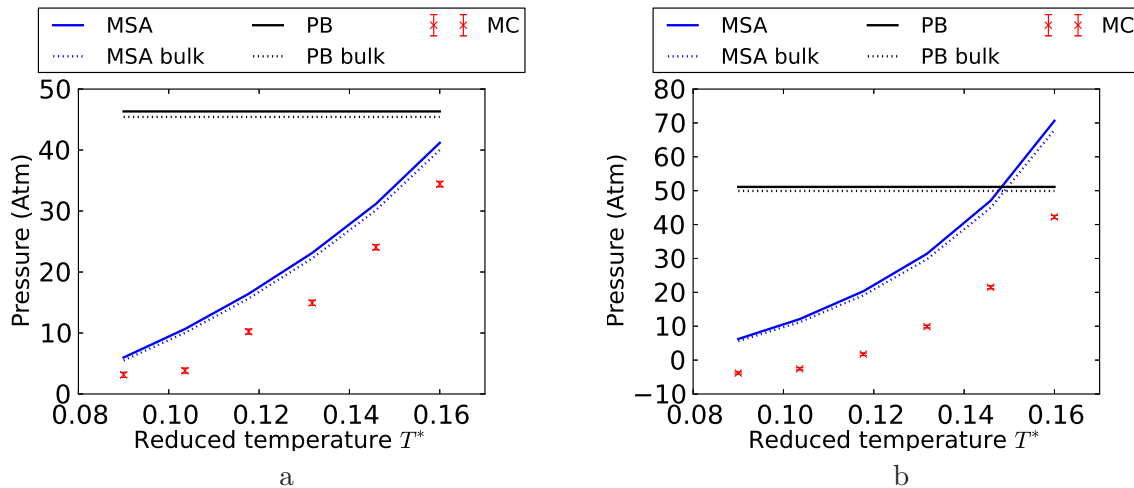 MSA
PB
MC
MSA bulk
PB bulk
50
40
30
20
10
0
0.08
0.10
0.12
0.14
0.16
Pressure (Atm)
Reduced temperature T*
a
MSA
PB
MC
MSA bulk
PB bulk
80
70
60
50
40
30
20
10
0
−10
0.08
0.10
0.12
0.14
0.16
Pressure (Atm)
Reduced temperature T*
b